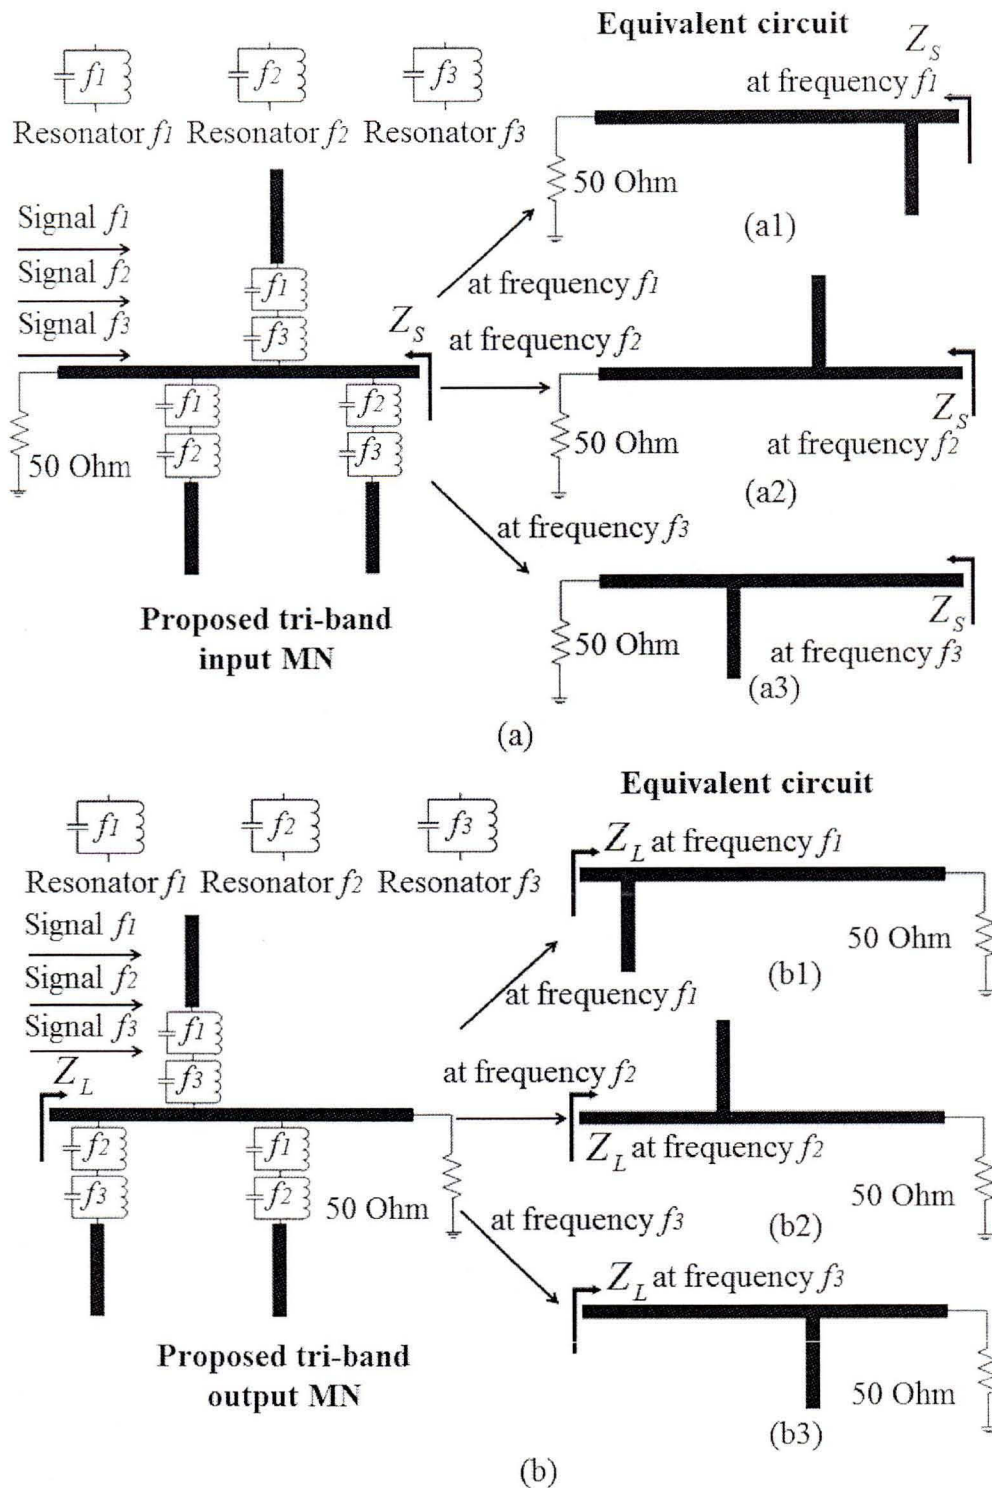 Equivalent circuit
f1
f2
f3
Z_S
at frequency f1
Resonator f1
Resonator f2
Resonator f3
50 Ohm
(a1)
Signal f1
Signal f2
Signal f3
f1
f3
at frequency f1
Z_S
at frequency f2
f1
f2
f2
f3
50 Ohm
50 Ohm
Z_S
at frequency f2
(a2)
at frequency f3
Proposed tri-band
input MN
50 Ohm
Z_S
at frequency f3
(a3)
(a)
Equivalent circuit
f1
f2
f3
Z_L at frequency f1
Resonator f1
Resonator f2
Resonator f3
Signal f1
Signal f2
Signal f3
50 Ohm
(b1)
at frequency f1
f1
f3
Z_L
at frequency f2
f2
f3
f1
f2
50 Ohm
Z_L at frequency f2
50 Ohm
(b2)
at frequency f3
Z_L at frequency f3
Proposed tri-band
output MN
50 Ohm
(b3)
(b)